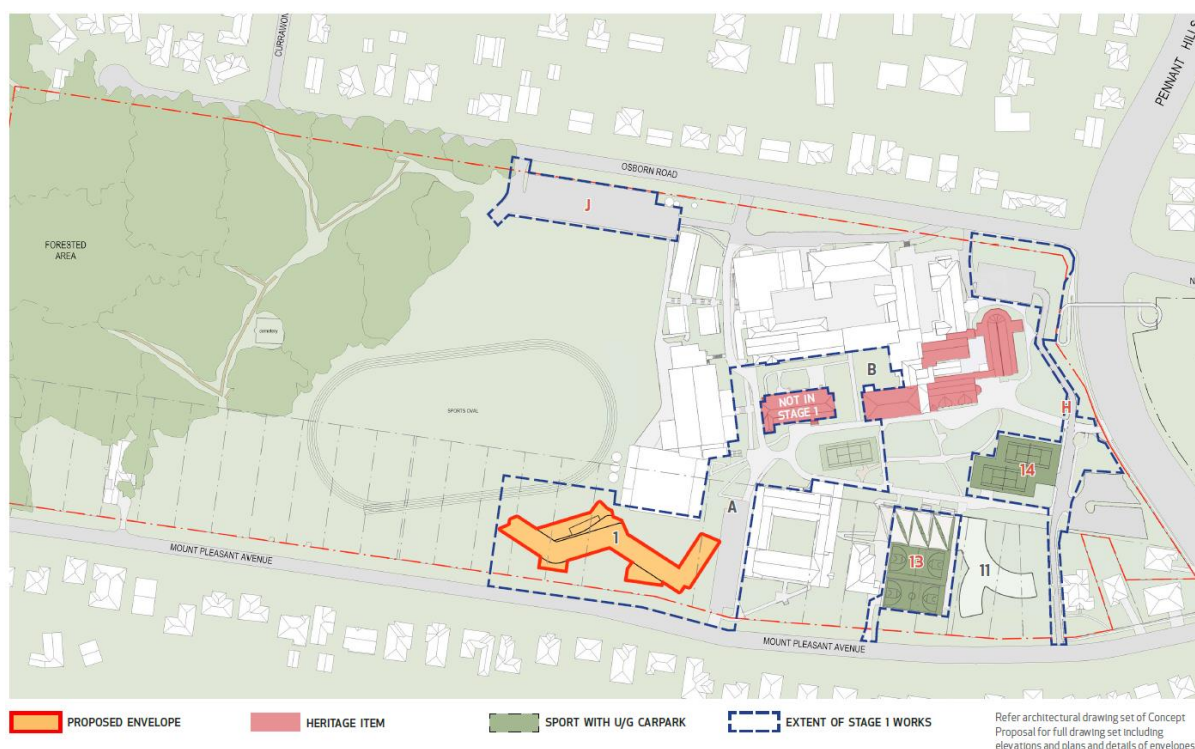 CURRAWON
PENNANT HILLS
OSBORN ROAD
J
FORESTED
AREA
N
cemetery
B
NOT IN
STAGE 1
H
SPORTS OVAL
14
A
1
13
11
MOUNT PLEASANT AVENUE
MOUNT PLEASANT AVENUE
PROPOSED ENVELOPE
HERITAGE ITEM
SPORT WITH U/G CARPARK
EXTENT OF STAGE 1 WORKS
Refer architectural drawing set of Concept
Proposal for full drawing set including
elevations and plans and details of envelopes